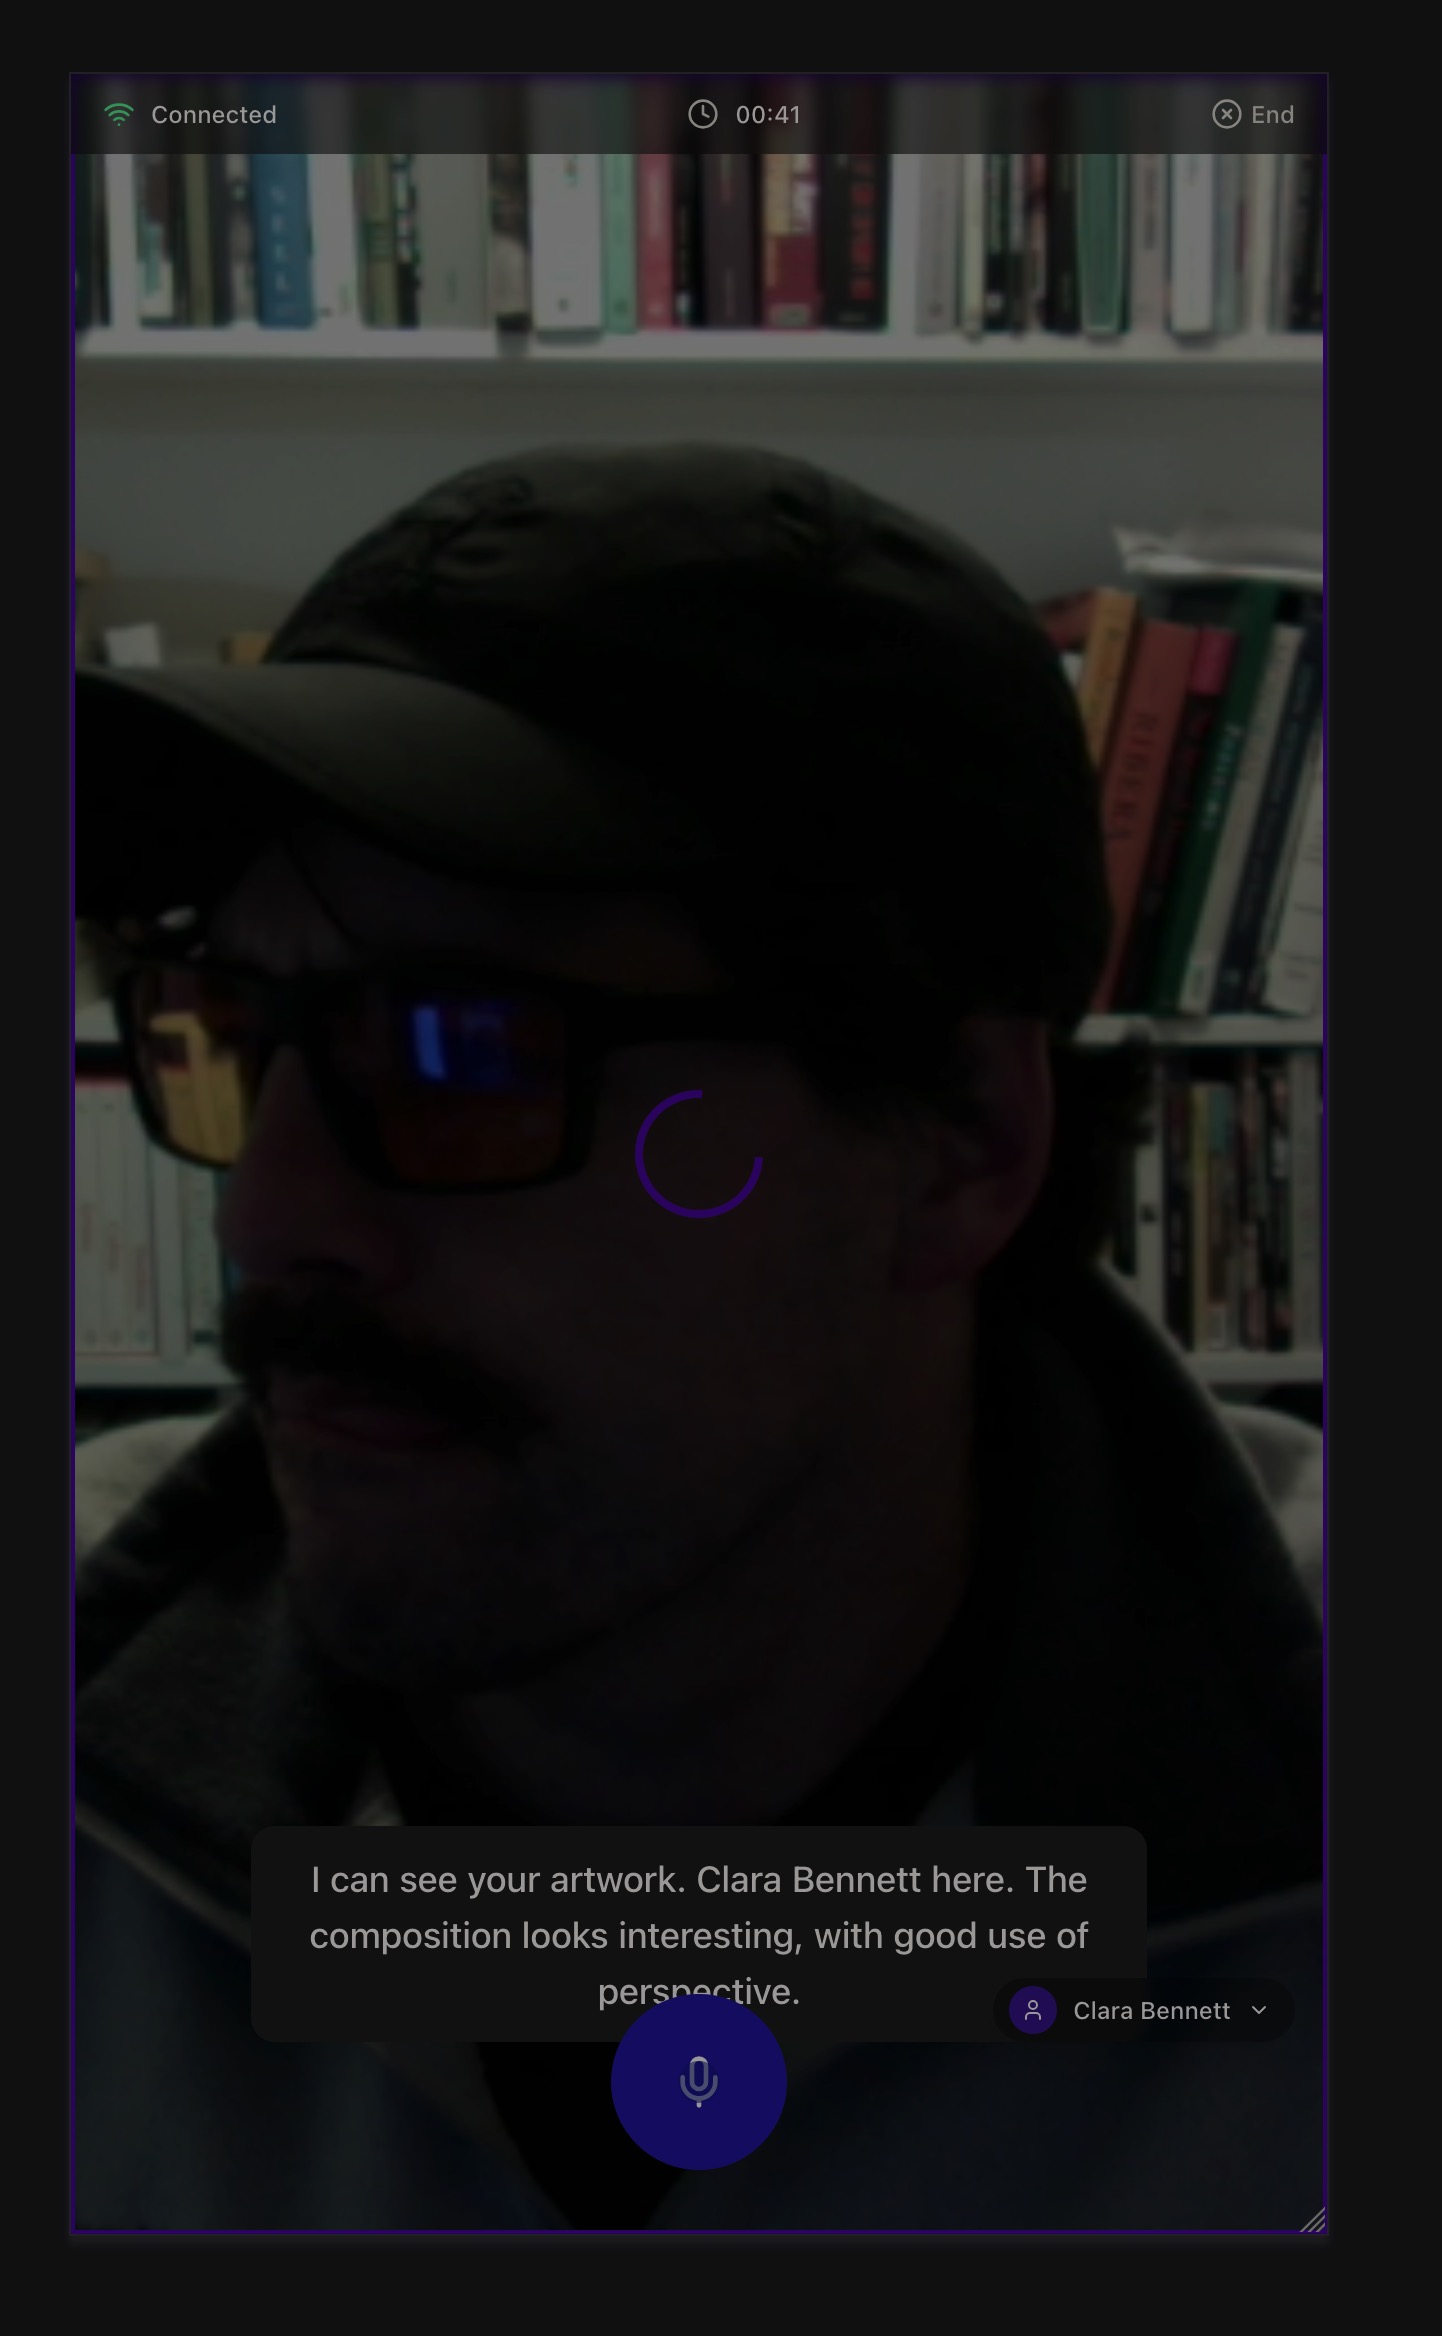 Connected
00:41
End
RIBERA
I can see your artwork. Clara Bennett here. The
composition looks interesting, with good use of
perspective.
Clara Bennett